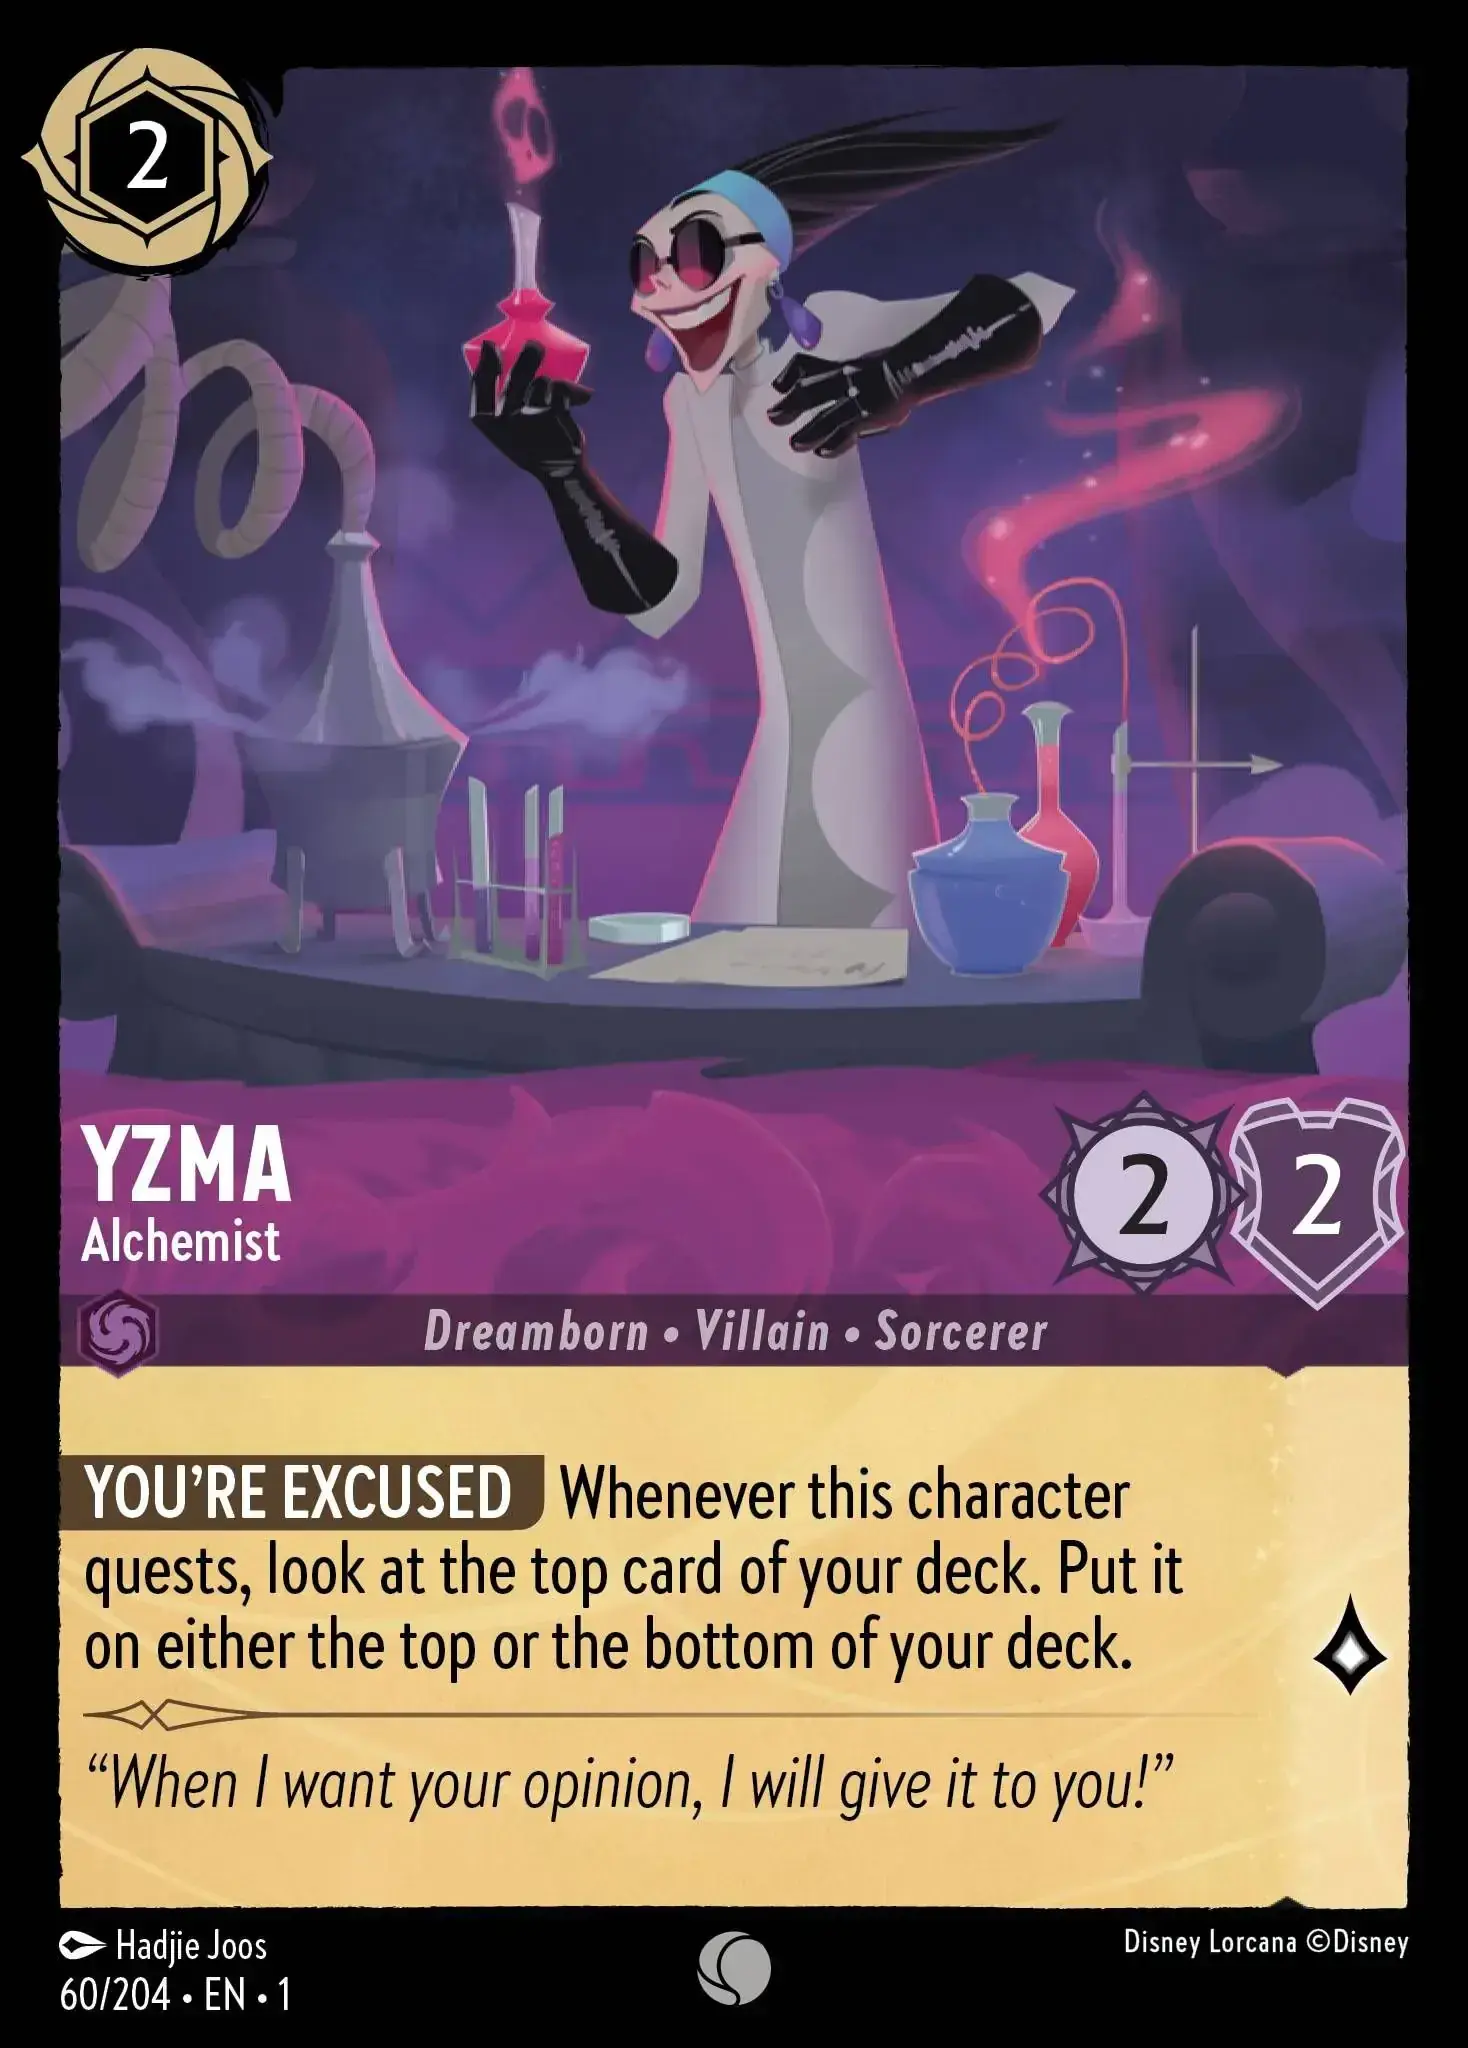 2
YZMA
Alchemist
2 2
Dreamborn • Villain • Sorcerer
YOU’RE EXCUSED Whenever this character
quests, look at the top card of your deck. Put it
on either the top or the bottom of your deck.
“When I want your opinion, I will give it to you!”
Hadjie Joos
Disney Lorcana ©Disney
60/204 • EN • 1